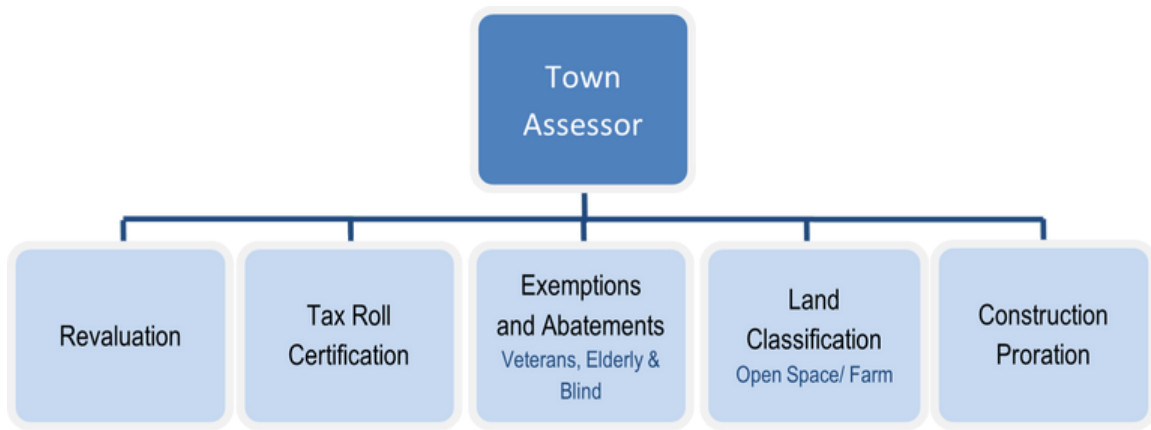 Town
Assessor
Revaluation
Tax Roll
Certification
Exemptions
and Abatements
Veterans, Elderly &
Blind
Land
Classification
Open Space/ Farm
Construction
Proration